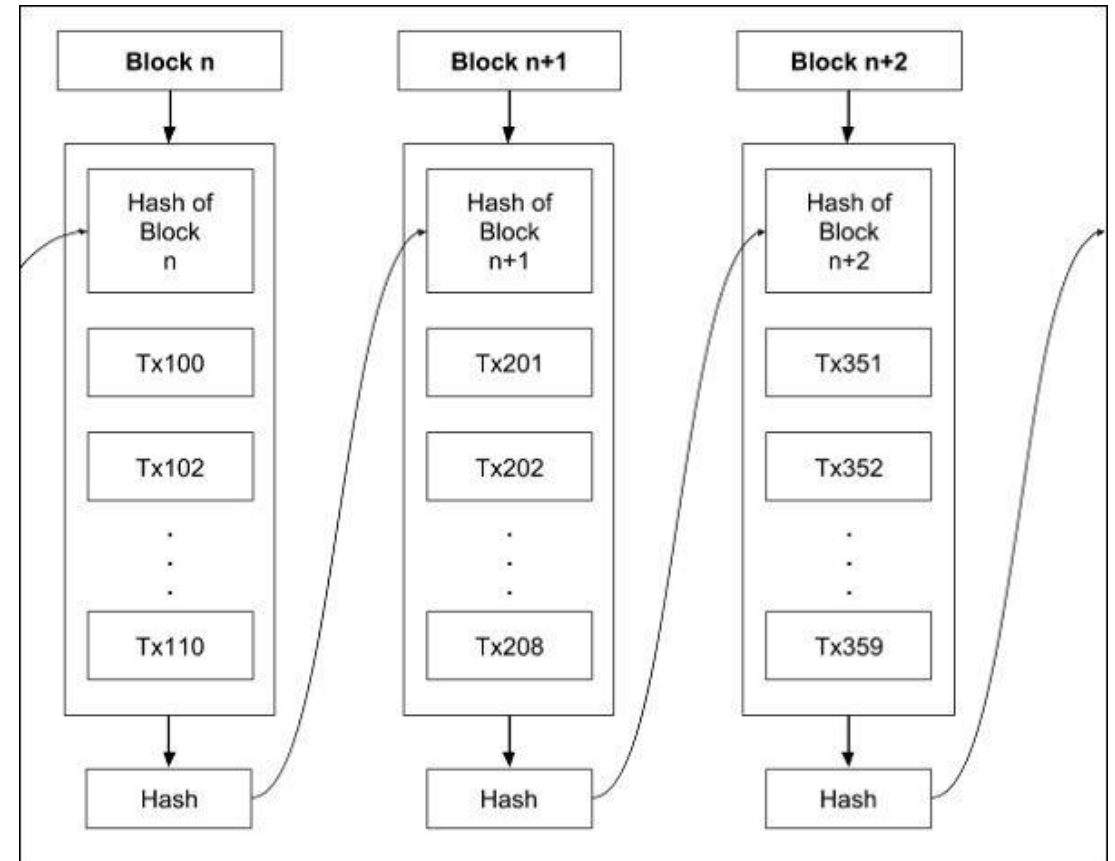 Block n
Hash of
Block
n
Tx100
Tx102
.
.
.
Tx110
Hash
Block n+1
Hash of
Block
n+1
Tx201
Tx202
.
.
.
Tx208
Hash
Block n+2
Hash of
Block
n+2
Tx351
Tx352
.
.
.
Tx359
Hash